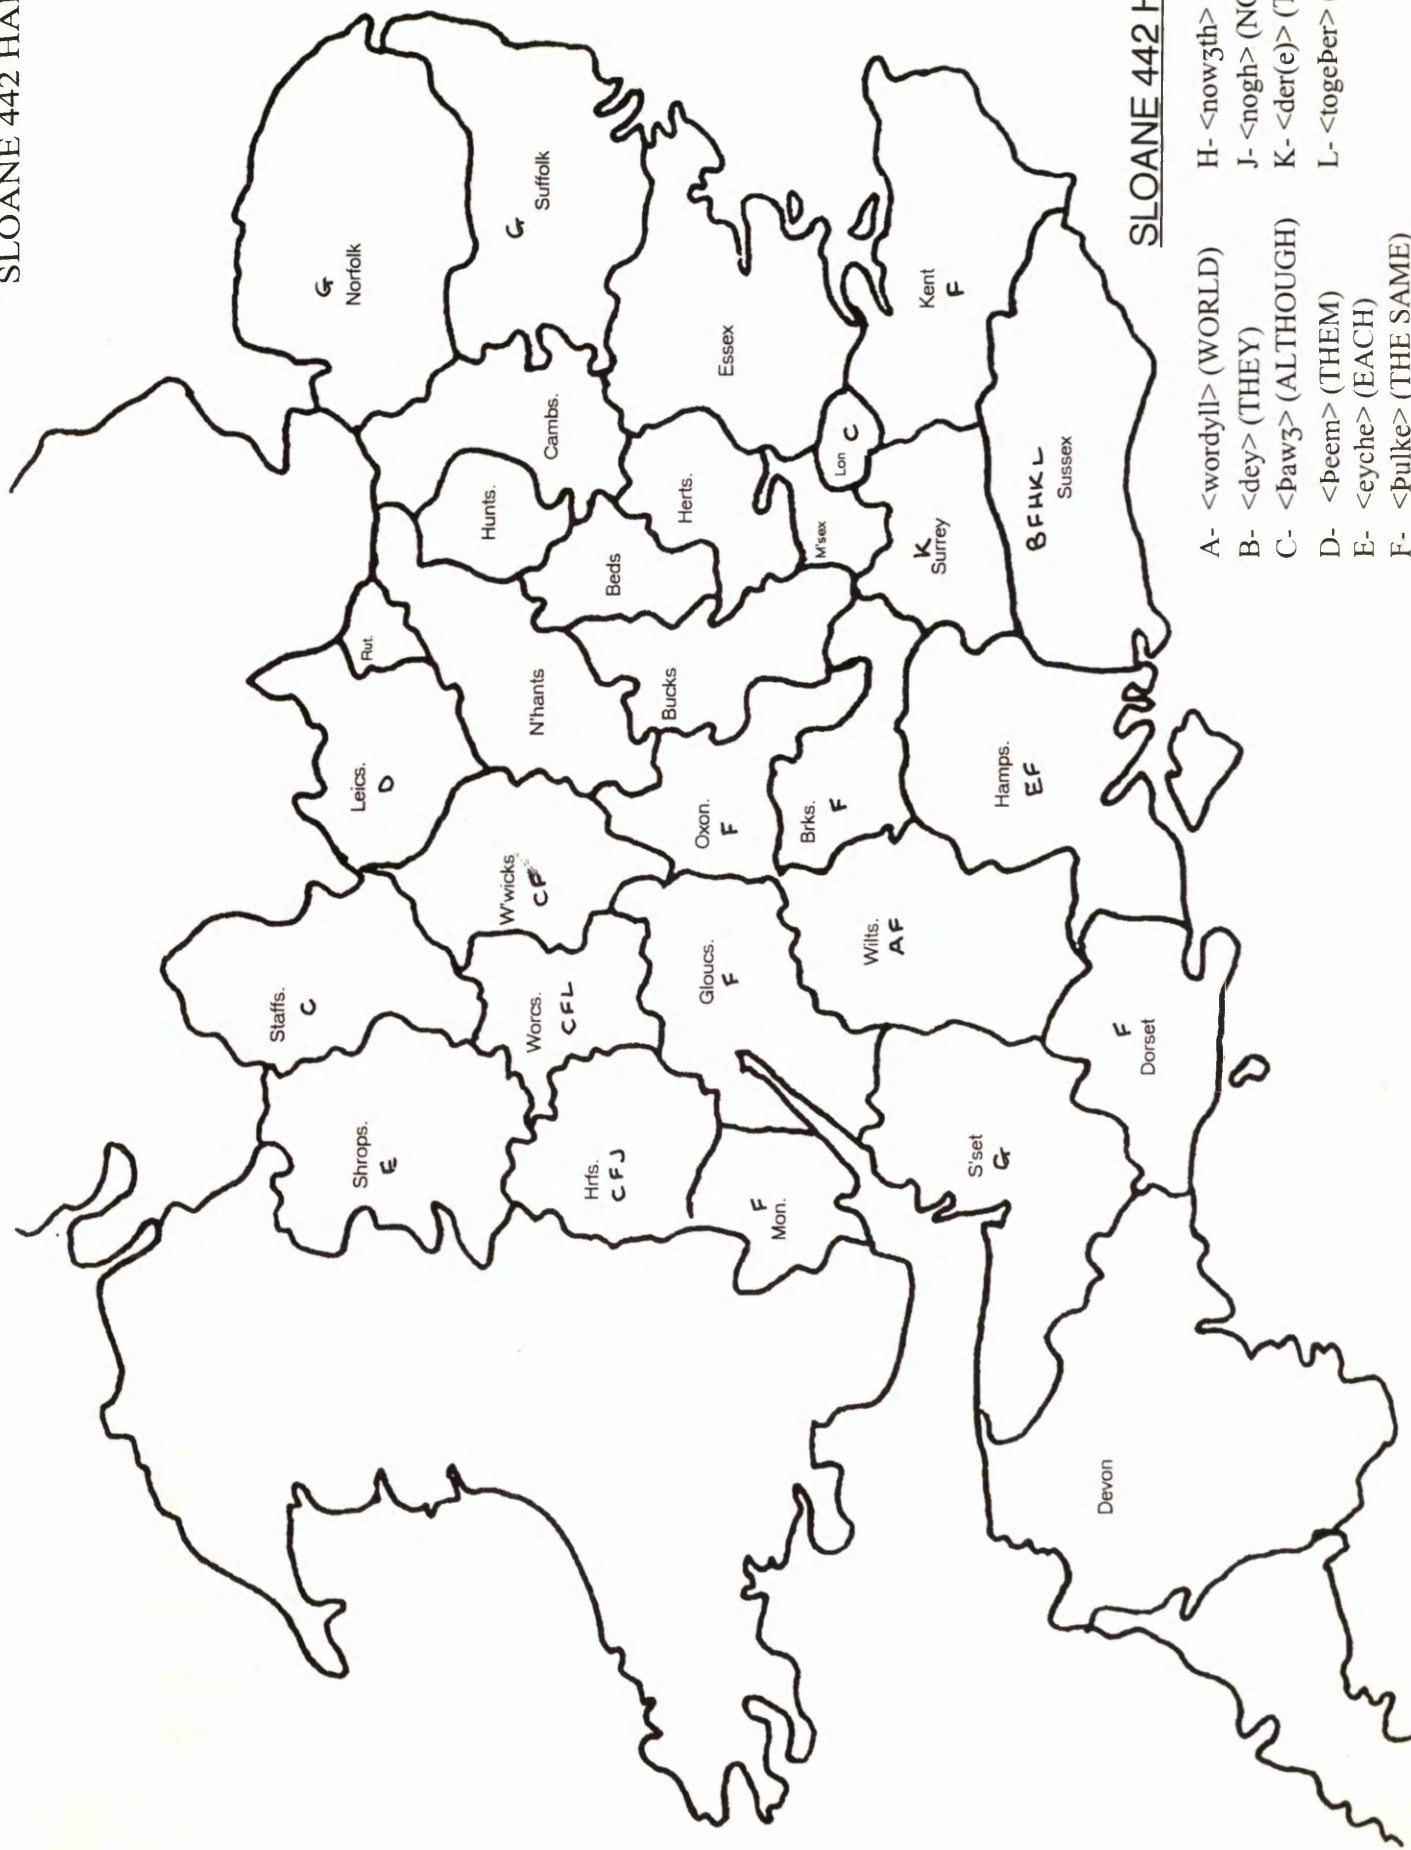 SLOANE 442 HA
G
Norfolk
G
Suffolk
Cambs.
Hunts.
Essex
Herts.
Beds
Lon
C
M'sex
Kent
F
K
Surrey
BFHKL
Sussex
Rut.
N'hants
Bucks
Leics.
D
W'wicks
CF
Oxon.
F
Brks.
F
Hamps.
EF
Staffs.
C
Worcs.
CFL
Gloucs.
F
Wilts.
AF
F
Dorset
Shrops.
E
Hrfs.
CFJ
F
Mon.
S'set
G
Devon
SLOANE 442 H
A- <wordyll> (WORLD)
B- <dey> (THEY)
C- <Þawȝ> (ALTHOUGH)
D- <Þeem> (THEM)
E- <eyche> (EACH)
F- <Þulke> (THE SAME)
H- <nowȝth>
J- <nogh> (NO
K- <der(e)> (T
L- <togeÞer> (